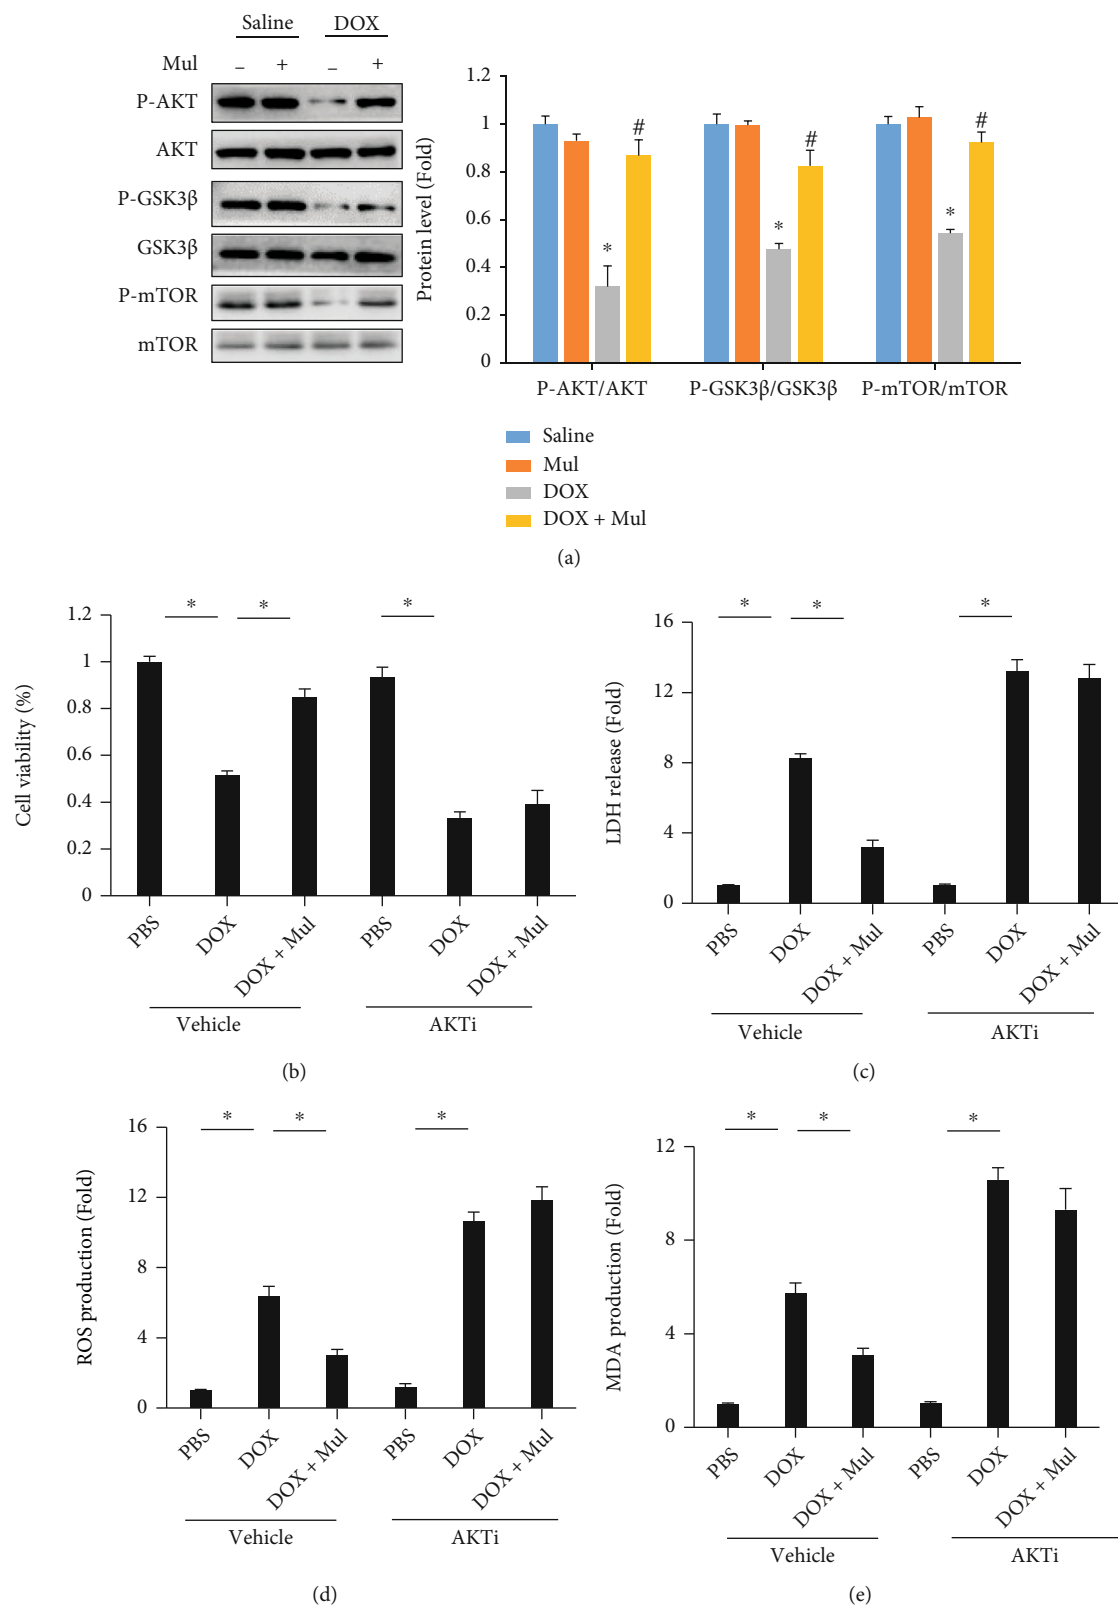 Saline DOX
Mul – + – +
P-AKT
AKT
P-GSK3β
GSK3β
P-mTOR
mTOR
Protein level (Fold)
1.2
1
0.8
0.6
0.4
0.2
0
# # #
* * *
P-AKT/AKT P-GSK3β/GSK3β P-mTOR/mTOR
Saline
Mul
DOX
DOX + Mul
(a)
Cell viability (%)
1.2
1
0.8
0.6
0.4
0.2
0
* * *
PBS DOX DOX + Mul PBS DOX DOX + Mul
Vehicle AKTi
(b)
LDH release (Fold)
16
12
8
4
0
* * *
PBS DOX DOX + Mul PBS DOX DOX + Mul
Vehicle AKTi
(c)
ROS production (Fold)
16
12
8
4
0
* * *
PBS DOX DOX + Mul PBS DOX DOX + Mul
Vehicle AKTi
(d)
MDA production (Fold)
12
8
4
0
* * *
PBS DOX DOX + Mul PBS DOX DOX + Mul
Vehicle AKTi
(e)